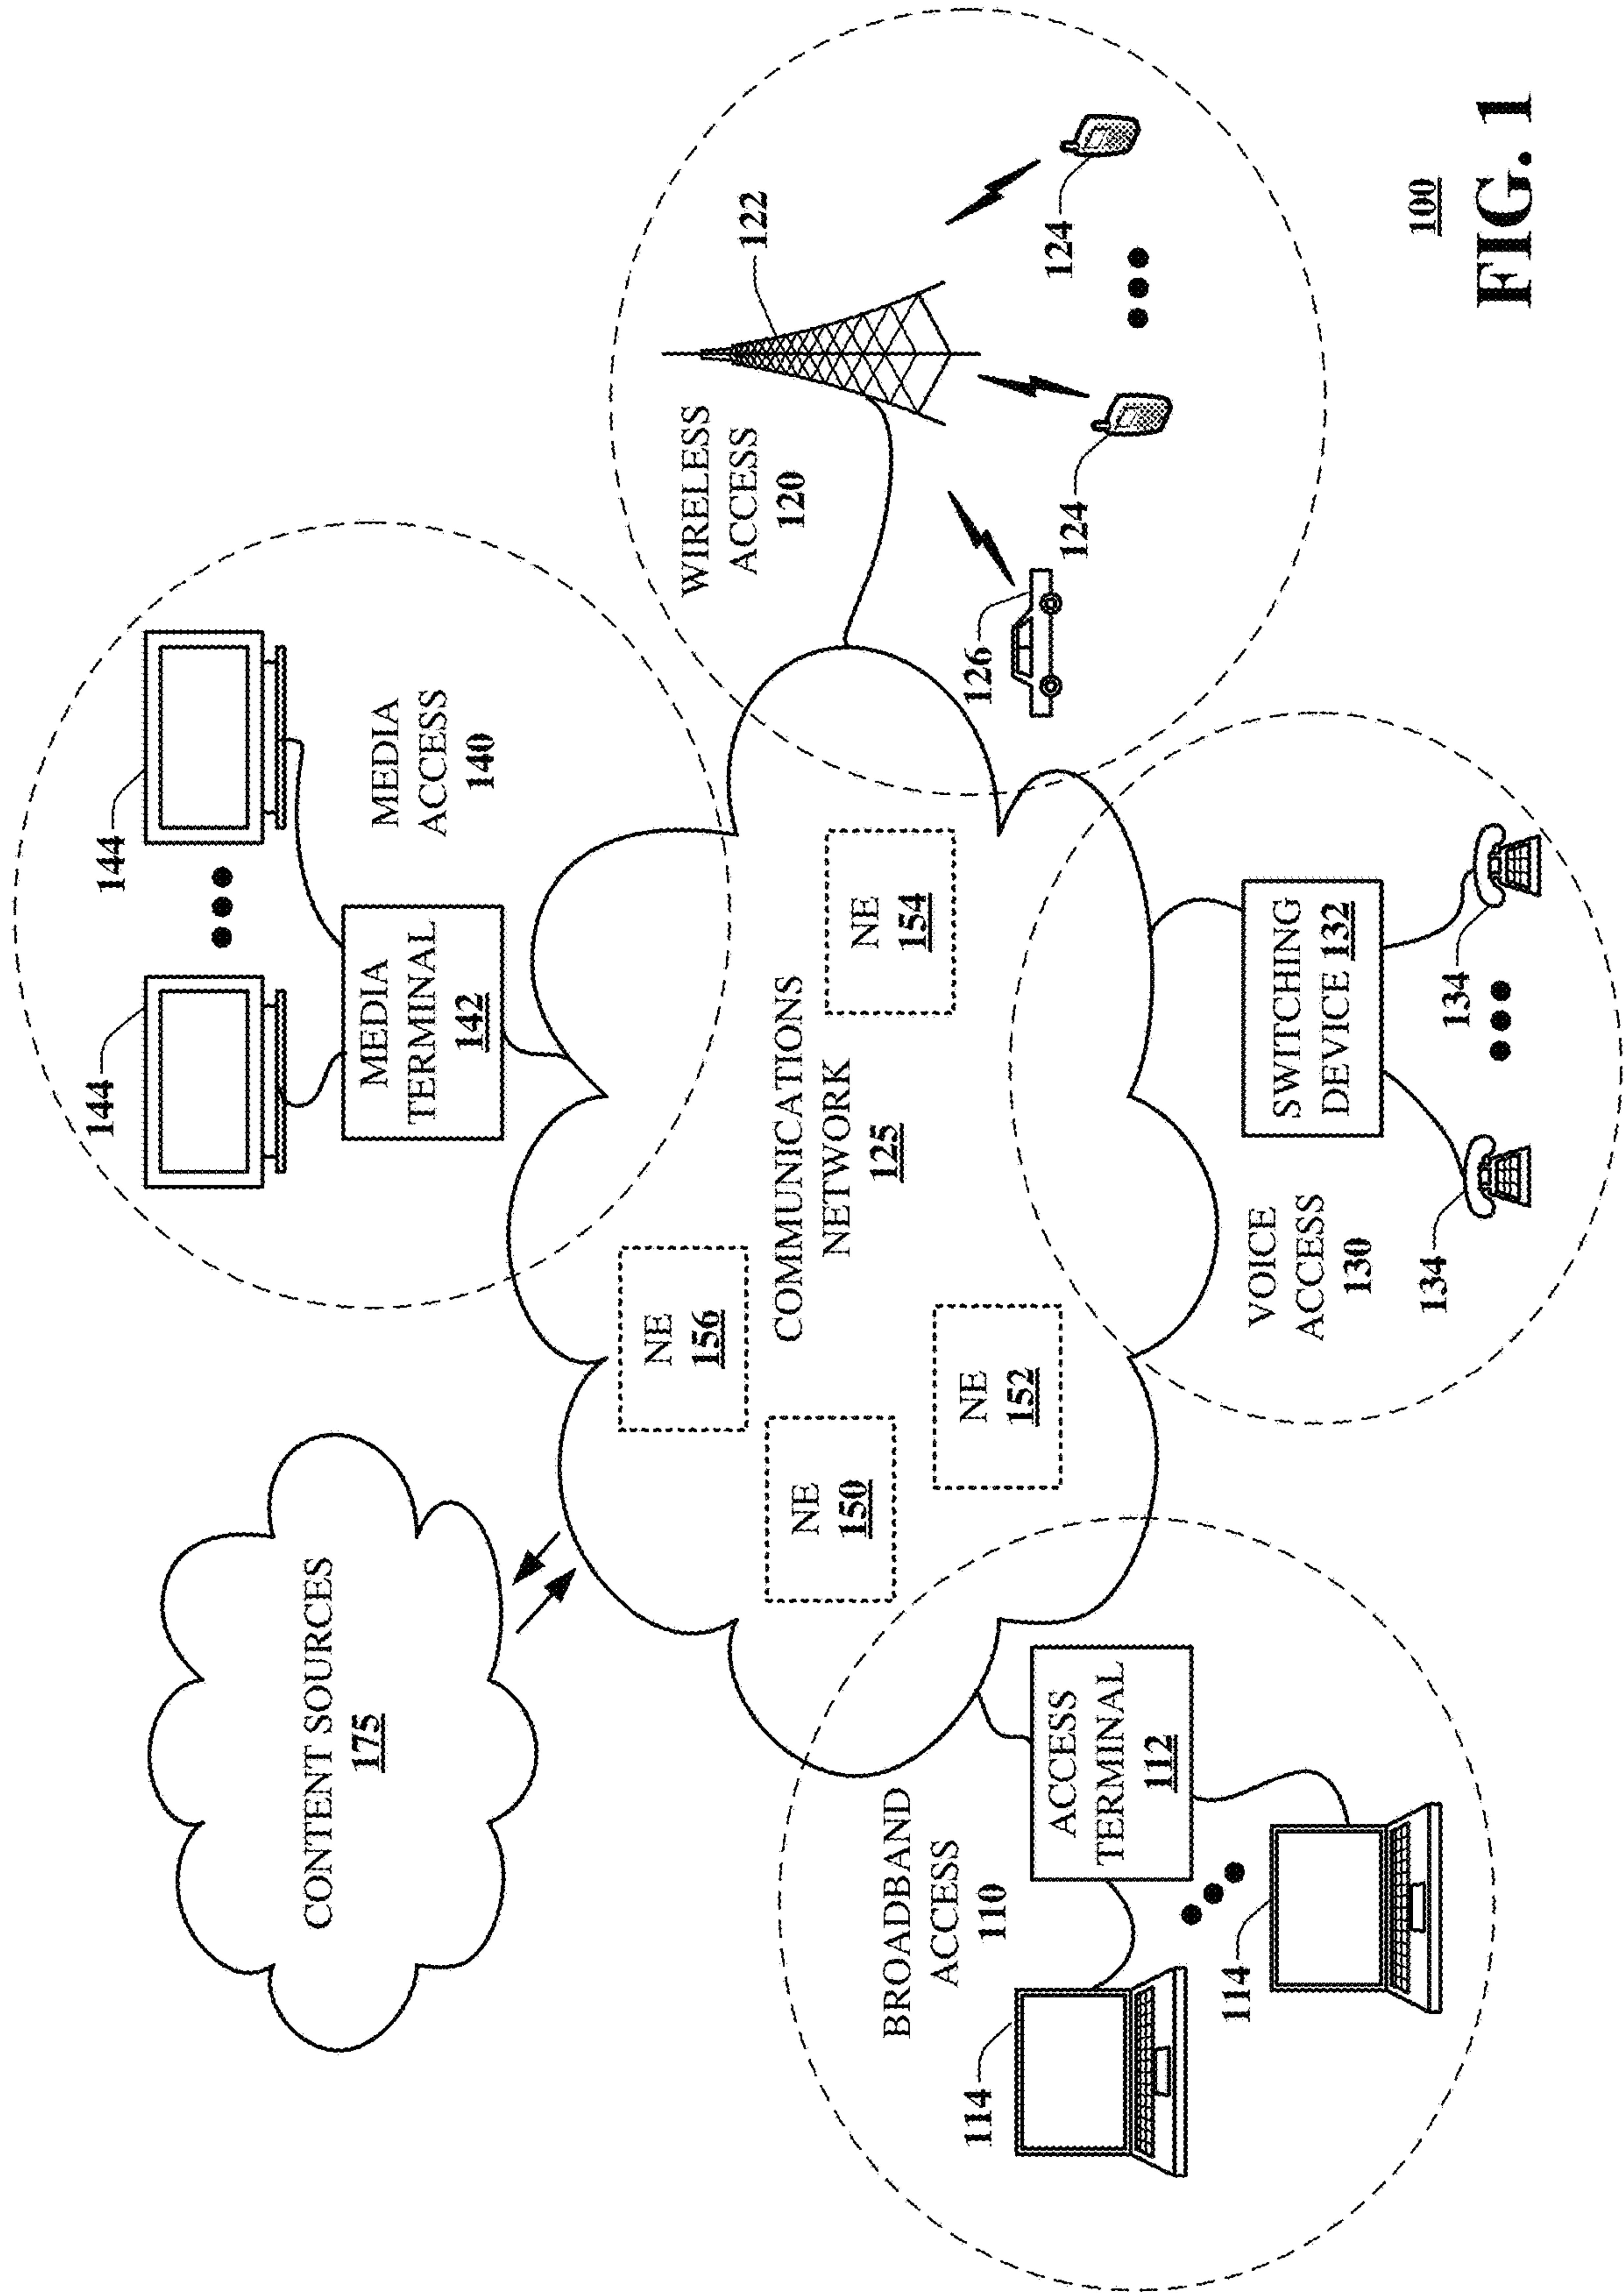 CONTENT SOURCES
175
144
144
MEDIA
TERMINAL
142
MEDIA
ACCESS
140
WIRELESS
ACCESS
120
122
124
124
126
NE
156
NE
150
COMMUNICATIONS
NETWORK
125
NE
154
NE
152
BROADBAND
ACCESS
110
ACCESS
TERMINAL
112
114
114
VOICE
ACCESS
130
SWITCHING
DEVICE 132
134
134
100
FIG. 1